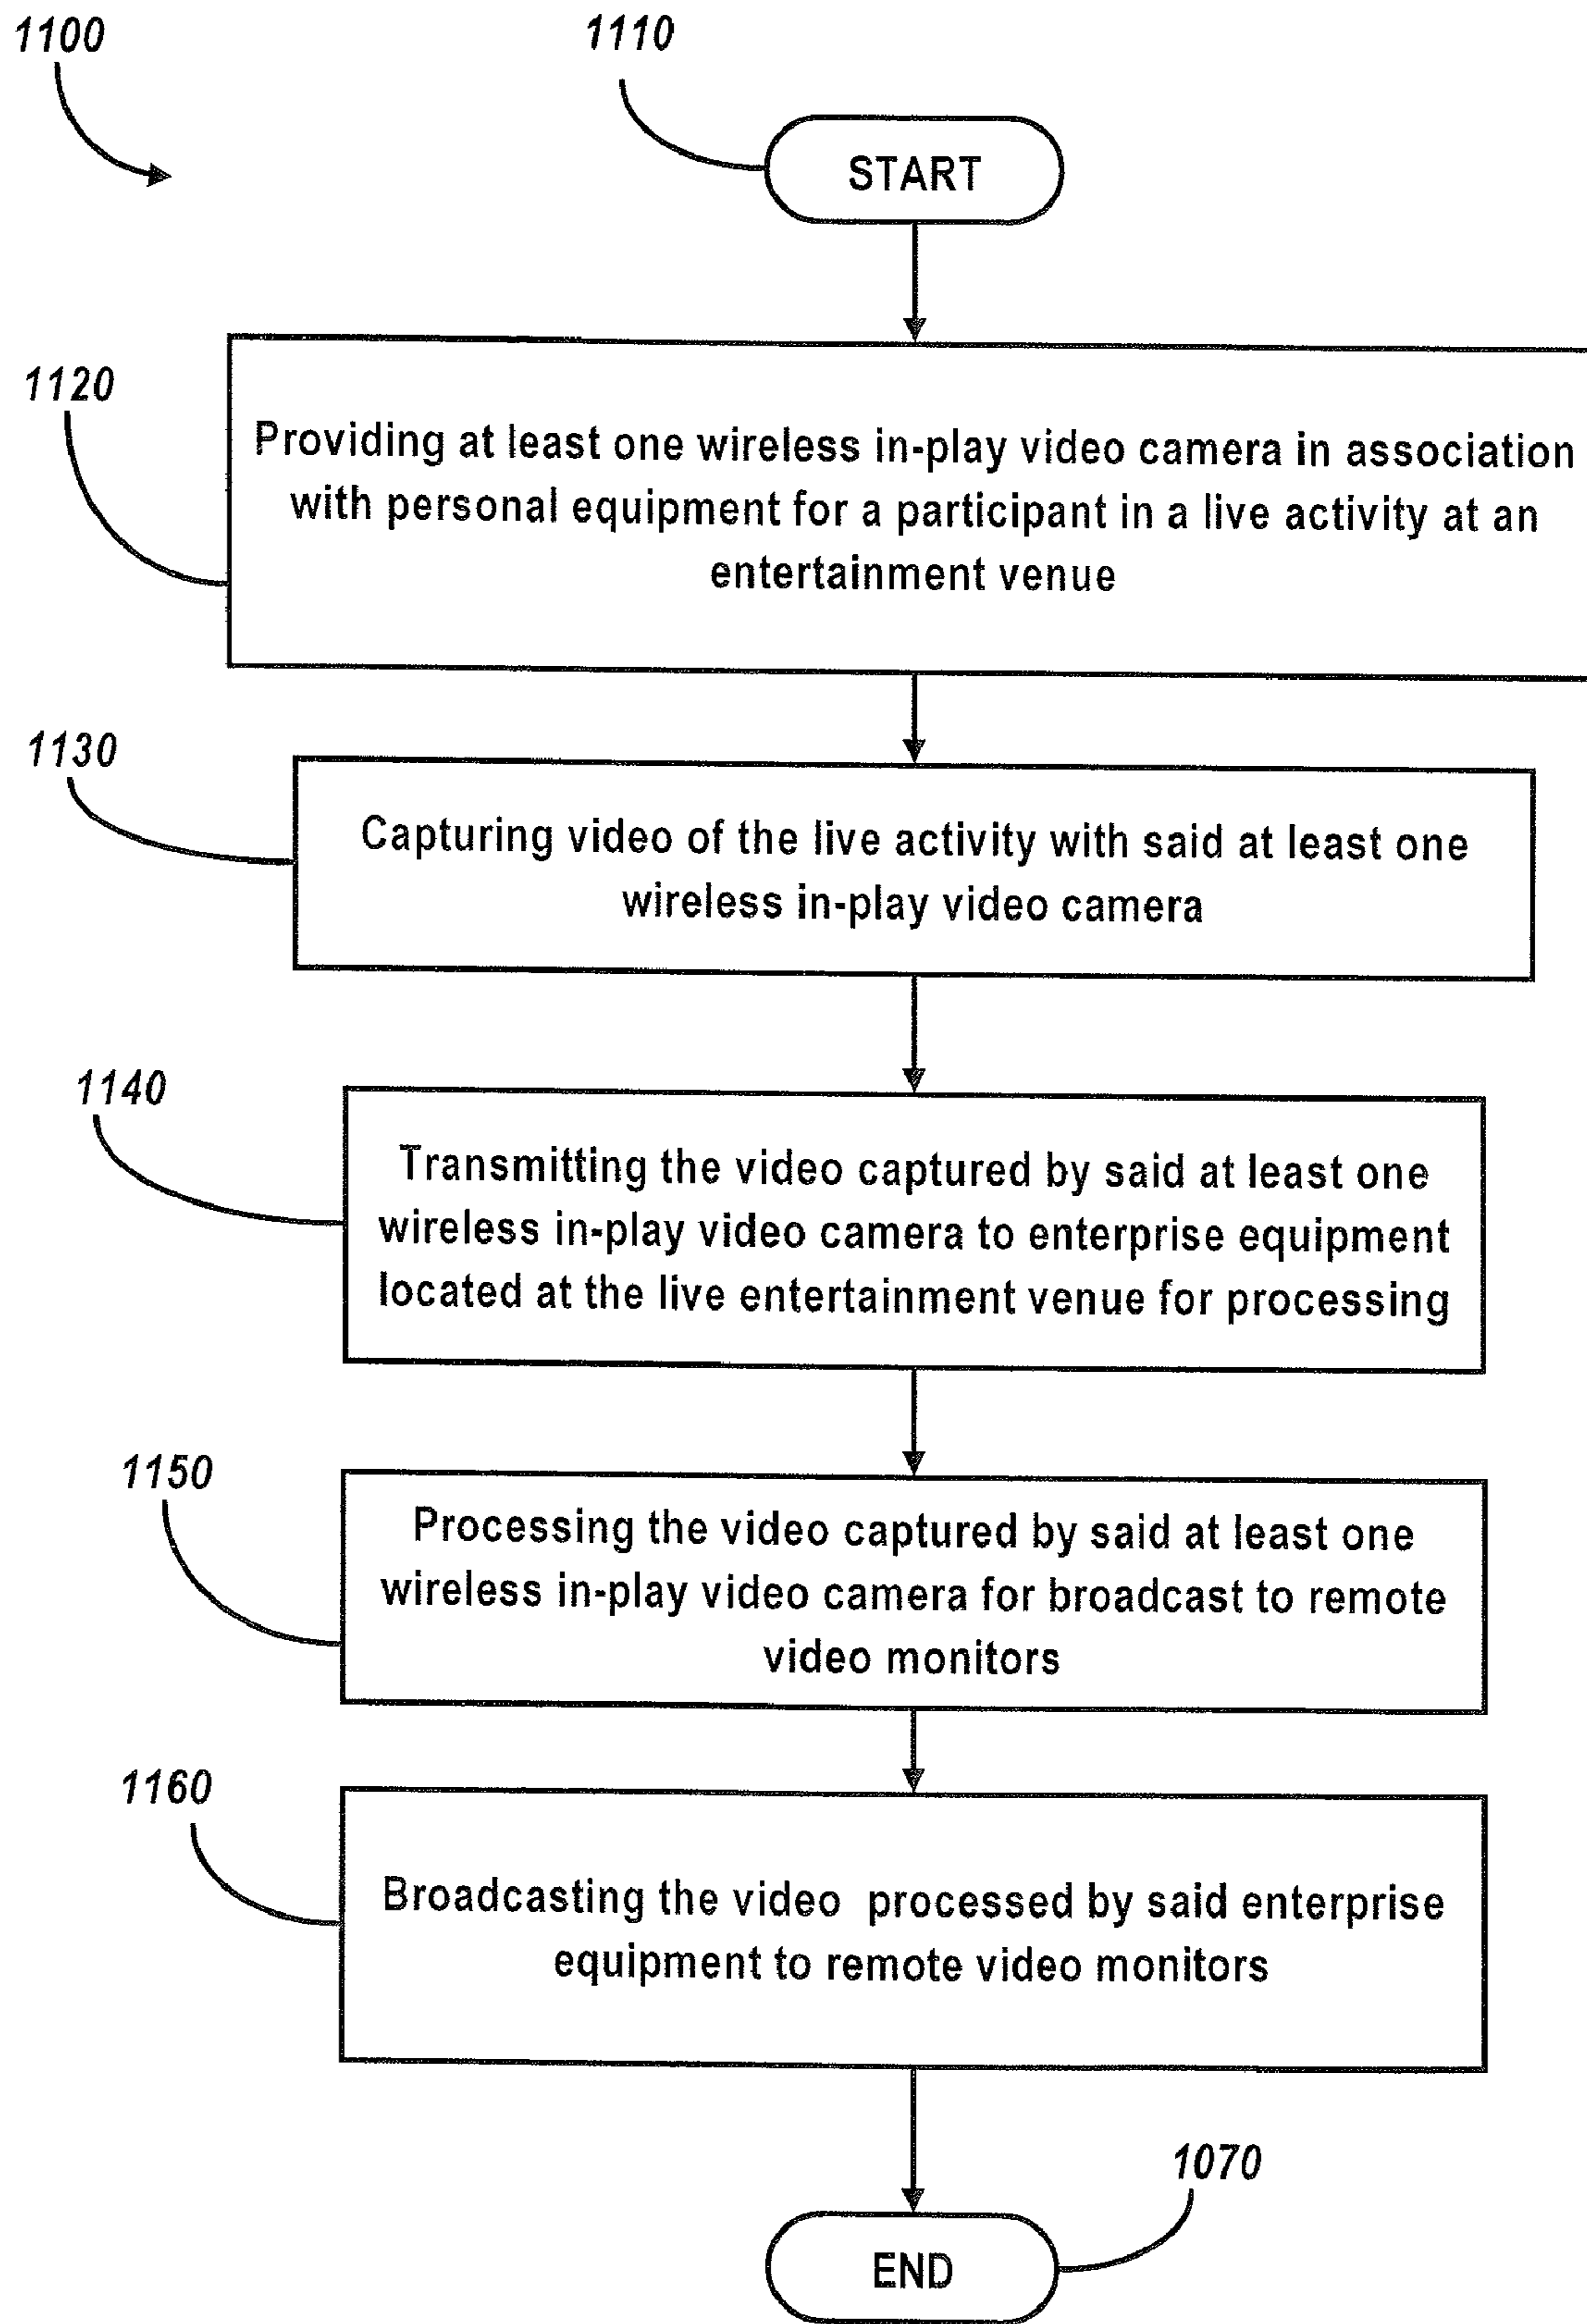 1100
1110
START
1120
Providing at least one wireless in-play video camera in association
with personal equipment for a participant in a live activity at an
entertainment venue
1130
Capturing video of the live activity with said at least one
wireless in-play video camera
1140
Transmitting the video captured by said at least one
wireless in-play video camera to enterprise equipment
located at the live entertainment venue for processing
1150
Processing the video captured by said at least one
wireless in-play video camera for broadcast to remote
video monitors
1160
Broadcasting the video processed by said enterprise
equipment to remote video monitors
1070
END